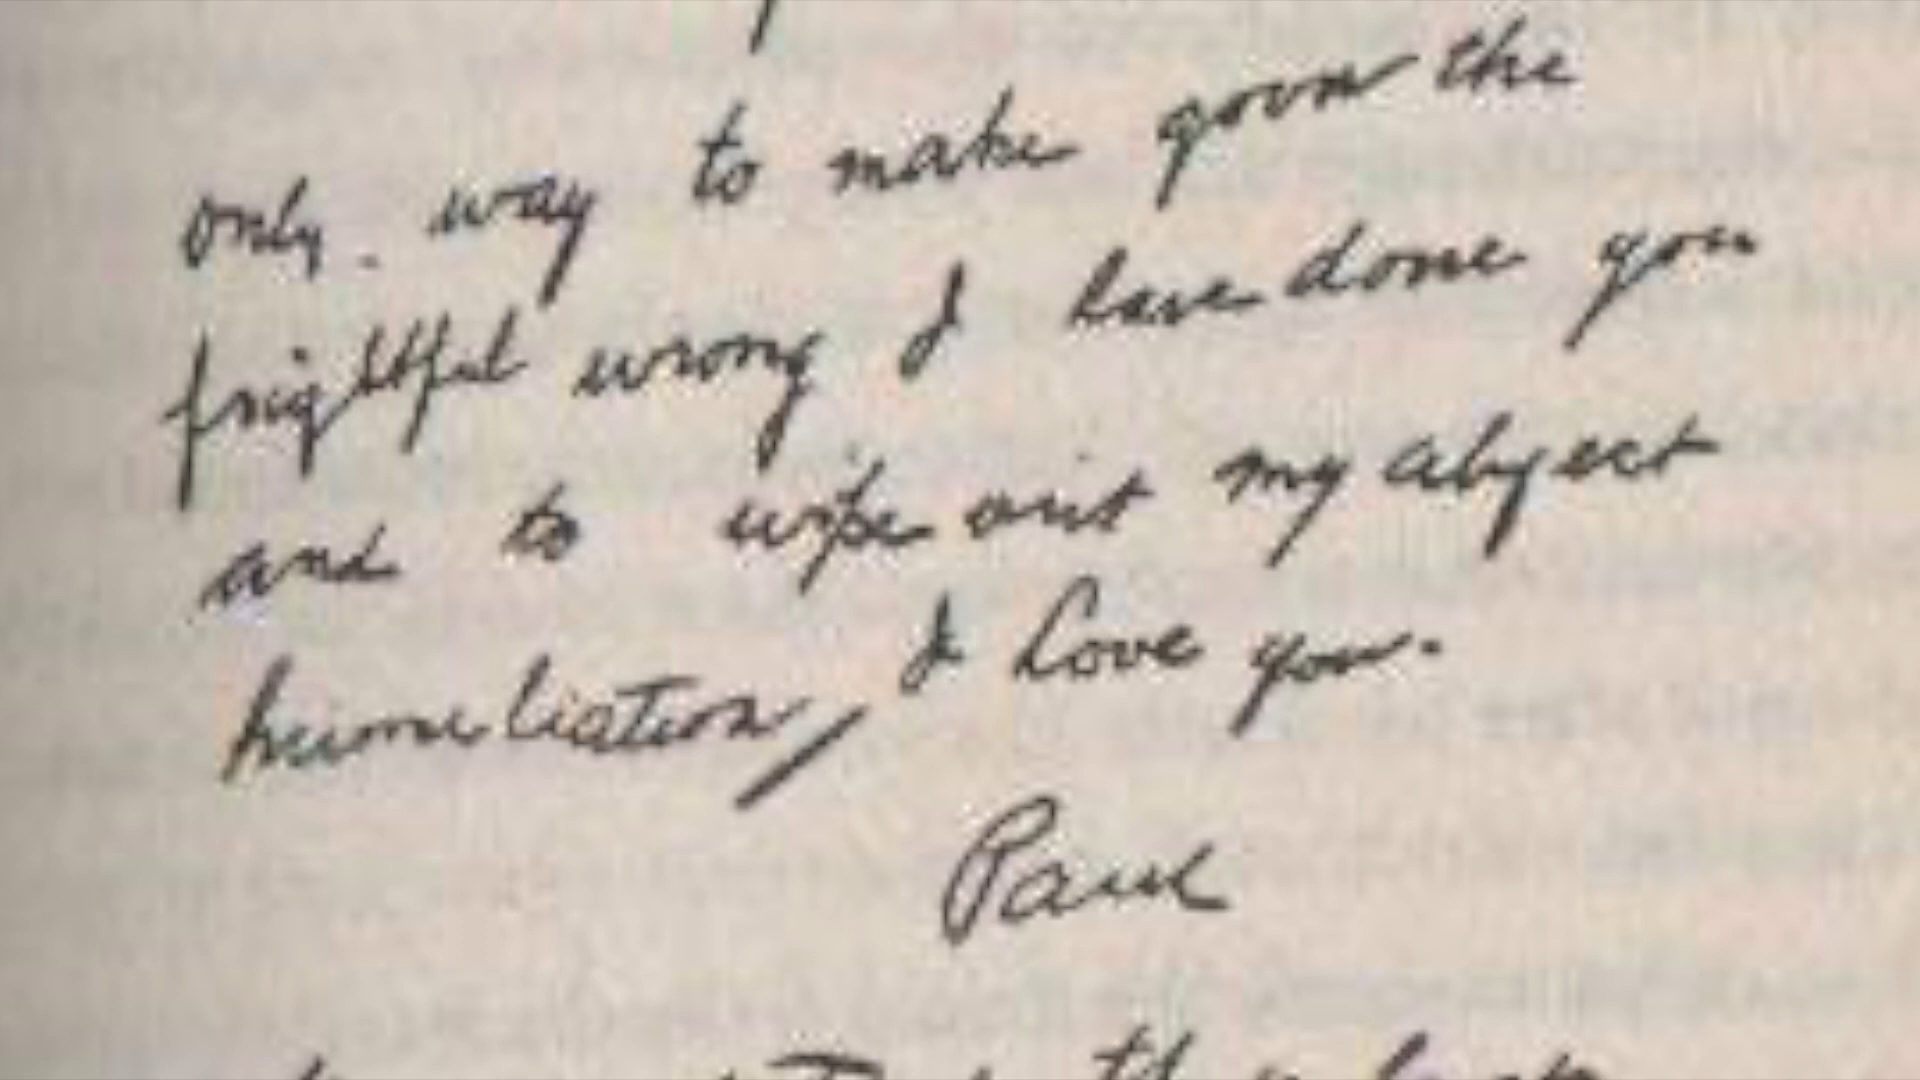 only way to make good the
frightful wrong I have done you
and to wipe out my abject
humiliation, I Love you.
Paul